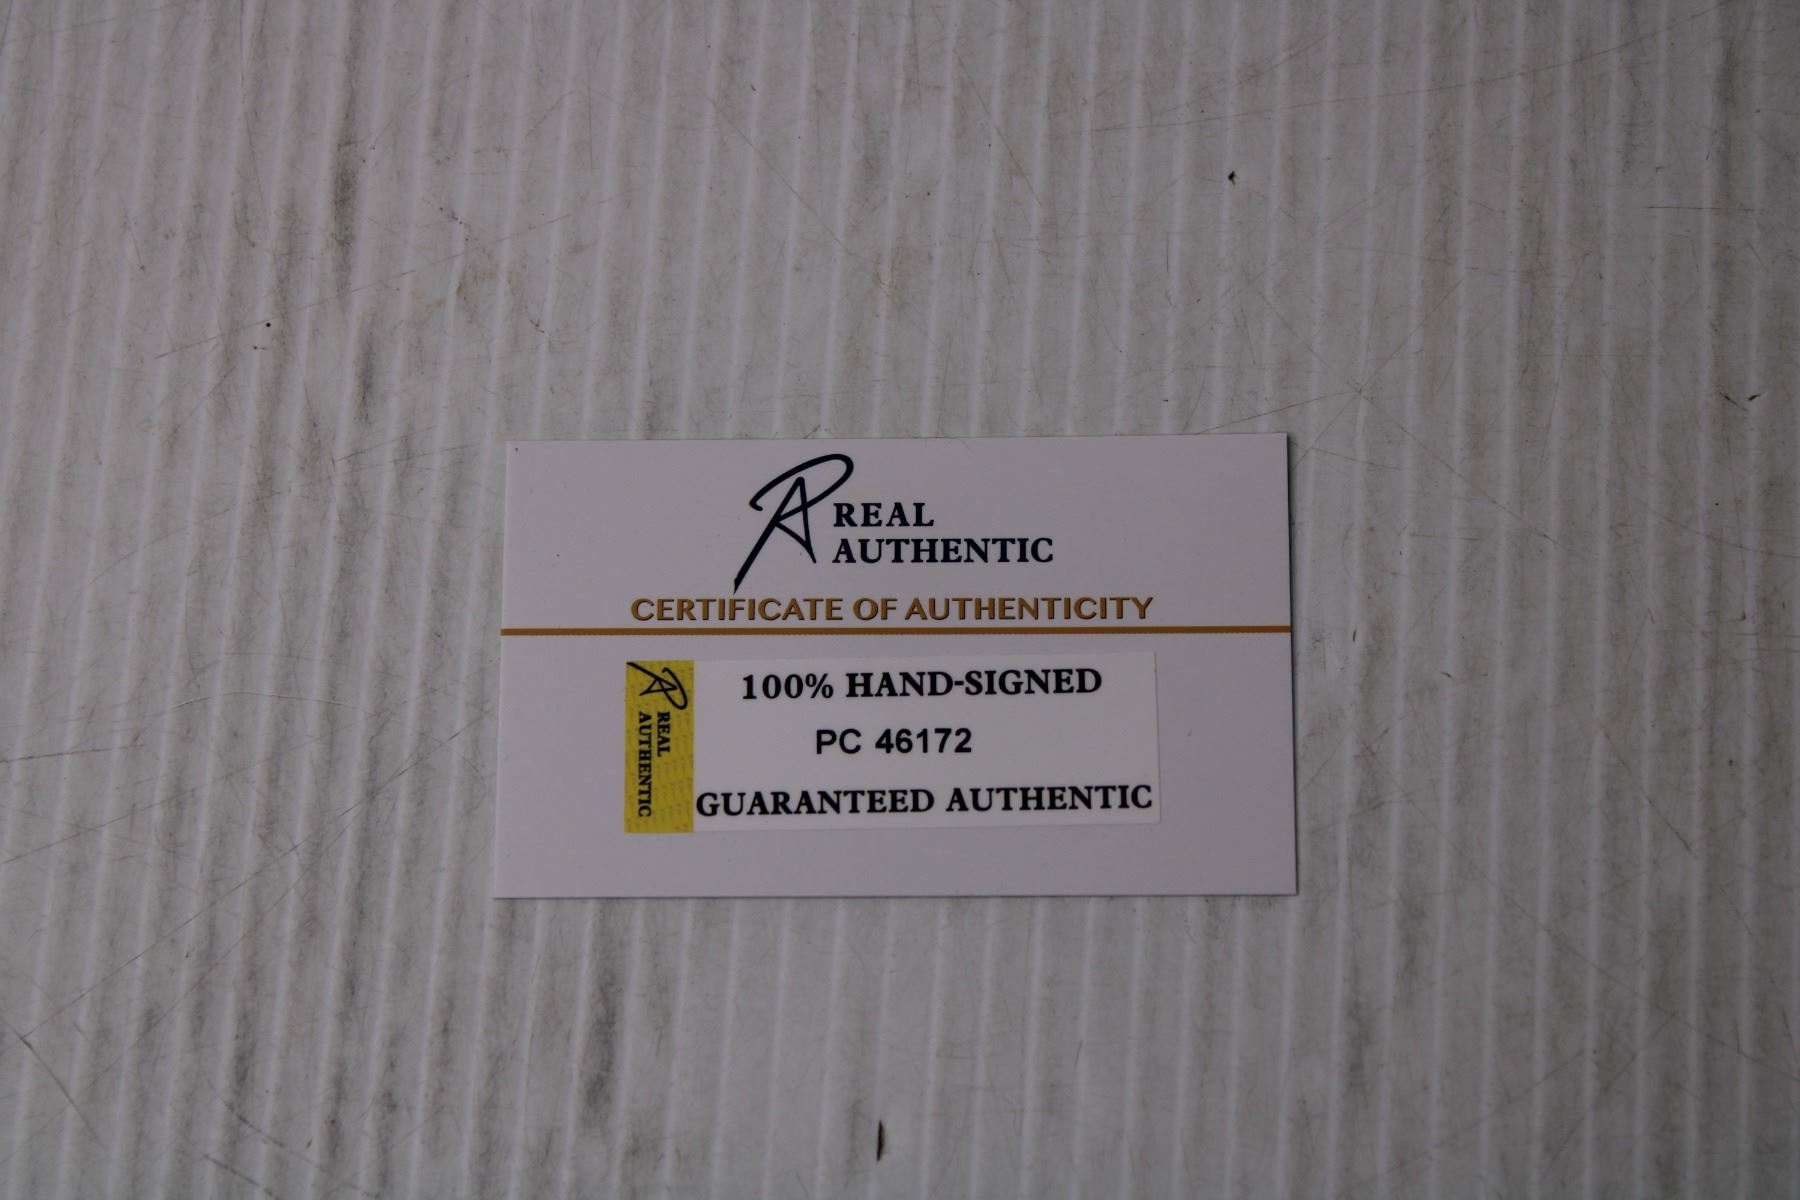 REAL
AUTHENTIC
CERTIFICATE OF AUTHENTICITY
REAL
AUTHENTIC
100% HAND-SIGNED
PC 46172
GUARANTEED AUTHENTIC